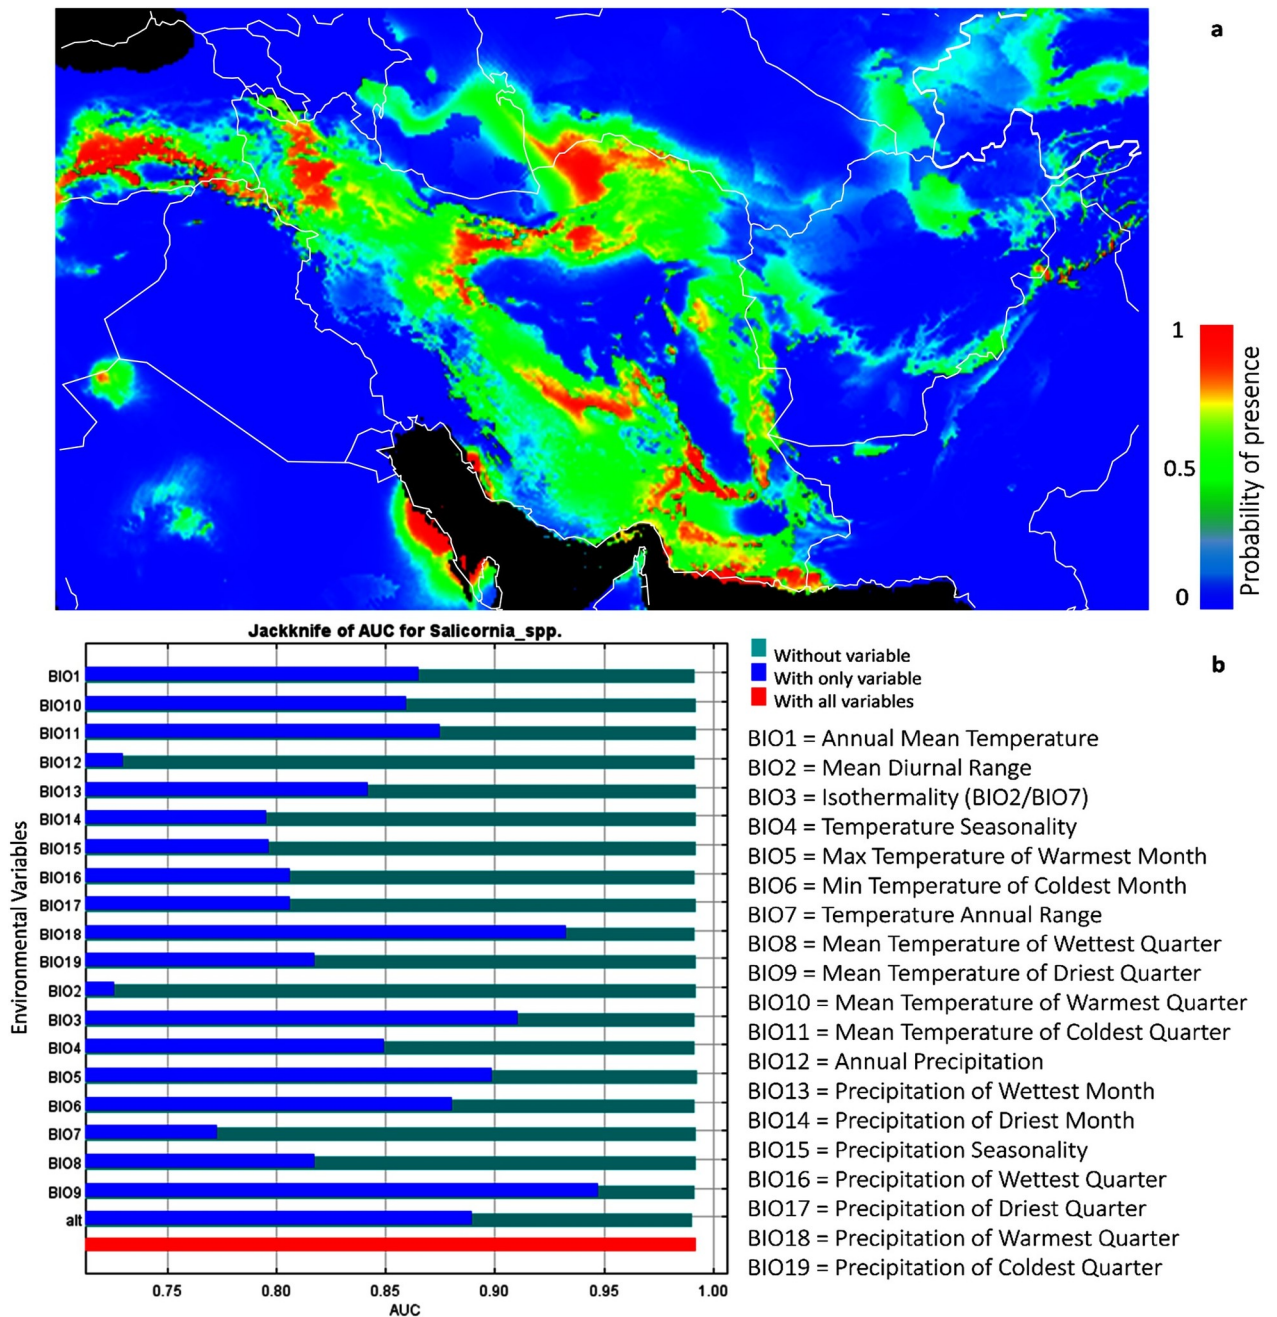 a
1
0.5
0
Probability of presence
Jackknife of AUC for Salicornia_spp.
b
Without variable
With only variable
With all variables
Environmental Variables
BIO1
BIO10
BIO11
BIO12
BIO13
BIO14
BIO15
BIO16
BIO17
BIO18
BIO19
BIO2
BIO3
BIO4
BIO5
BIO6
BIO7
BIO8
BIO9
alt
0.75 0.80 0.85 0.90 0.95 1.00
AUC
BIO1 = Annual Mean Temperature
BIO2 = Mean Diurnal Range
BIO3 = Isothermality (BIO2/BIO7)
BIO4 = Temperature Seasonality
BIO5 = Max Temperature of Warmest Month
BIO6 = Min Temperature of Coldest Month
BIO7 = Temperature Annual Range
BIO8 = Mean Temperature of Wettest Quarter
BIO9 = Mean Temperature of Driest Quarter
BIO10 = Mean Temperature of Warmest Quarter
BIO11 = Mean Temperature of Coldest Quarter
BIO12 = Annual Precipitation
BIO13 = Precipitation of Wettest Month
BIO14 = Precipitation of Driest Month
BIO15 = Precipitation Seasonality
BIO16 = Precipitation of Wettest Quarter
BIO17 = Precipitation of Driest Quarter
BIO18 = Precipitation of Warmest Quarter
BIO19 = Precipitation of Coldest Quarter